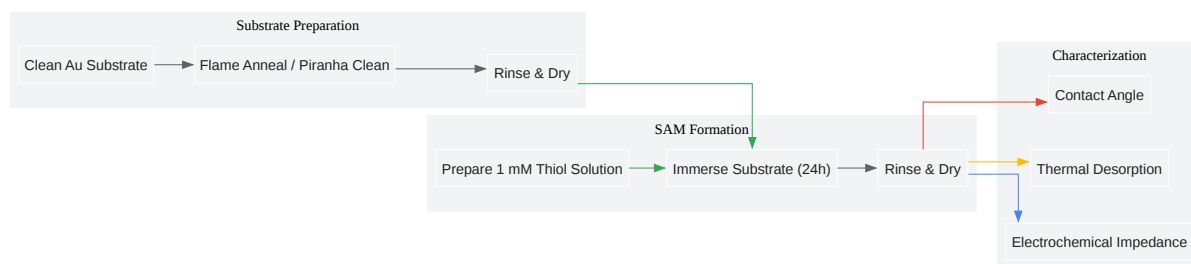 Substrate Preparation
Clean Au Substrate
Flame Anneal / Piranha Clean
Rinse & Dry
SAM Formation
Prepare 1 mM Thiol Solution
Immerse Substrate (24h)
Rinse & Dry
Characterization
Contact Angle
Thermal Desorption
Electrochemical Impedance